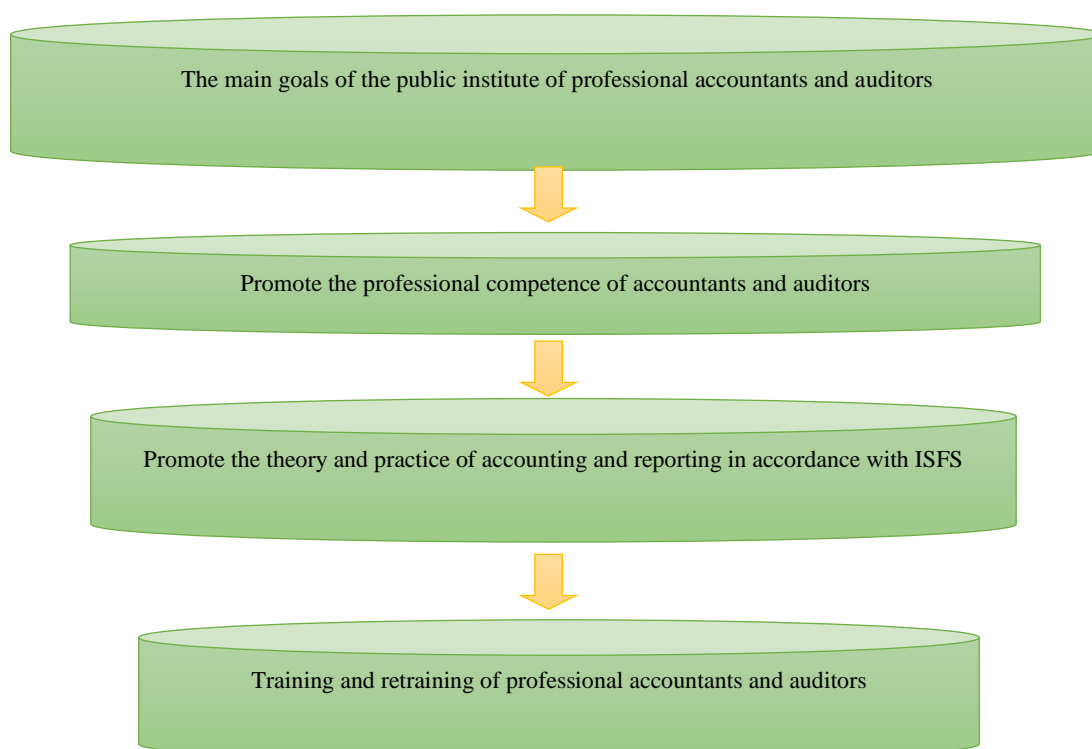 The main goals of the public institute of professional accountants and auditors
Promote the professional competence of accountants and auditors
Promote the theory and practice of accounting and reporting in accordance with ISFS
Training and retraining of professional accountants and auditors